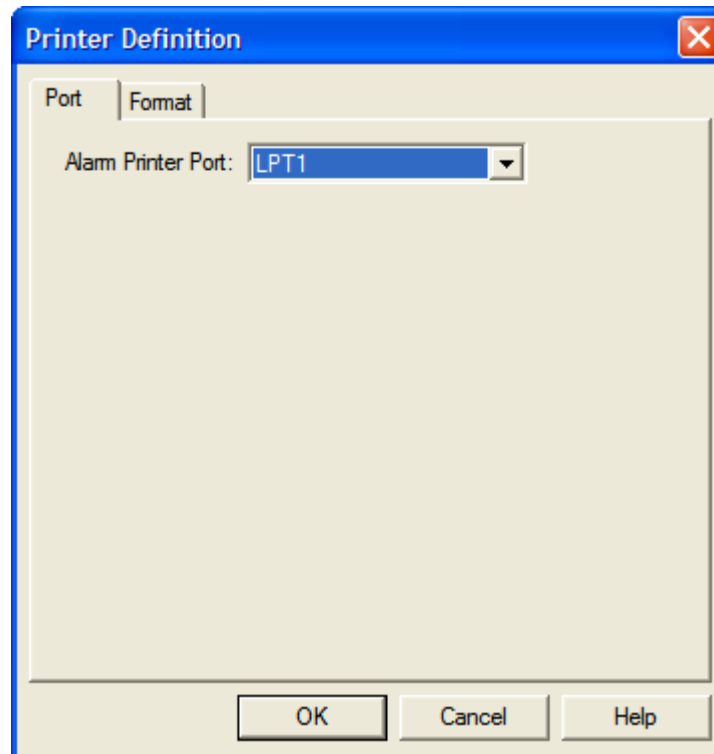 Printer Definition
Port Format
Alarm Printer Port: LPT1
OK Cancel Help